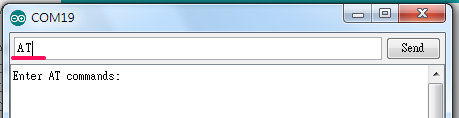 COM19
AT
Send
Enter AT commands: